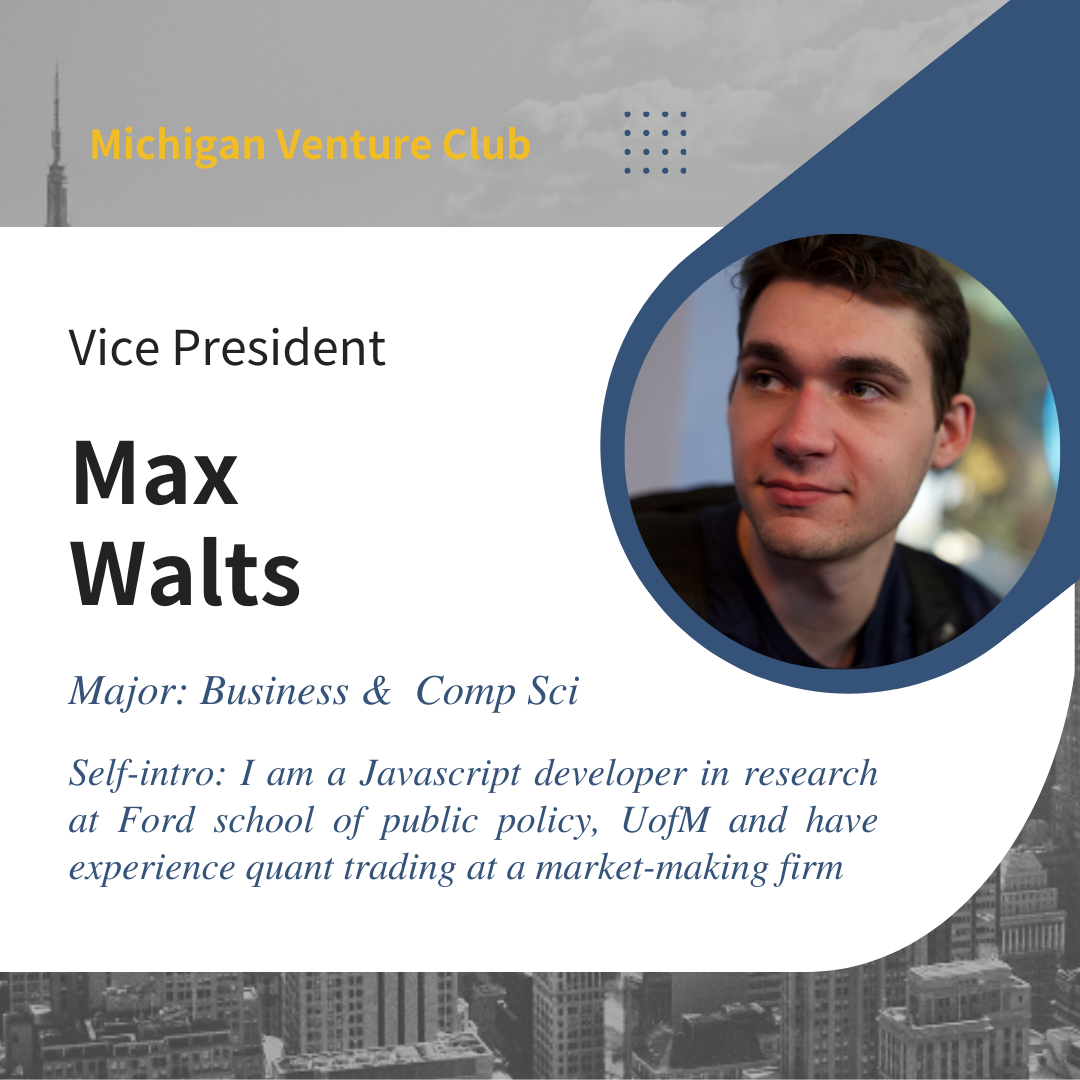 Michigan Venture Club
Vice President
Max
Walts
Major: Business & Comp Sci
Self-intro: I am a Javascript developer in research
at Ford school of public policy, UofM and have
experience quant trading at a market-making firm